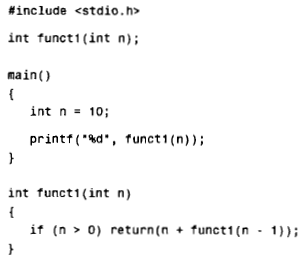 #include <stdio.h>
int funct1(int n);
main()
{
int n = 10;
printf("%d", funct1(n));
}
int funct1(int n)
{
if (n > 0) return(n + funct1(n - 1));
}